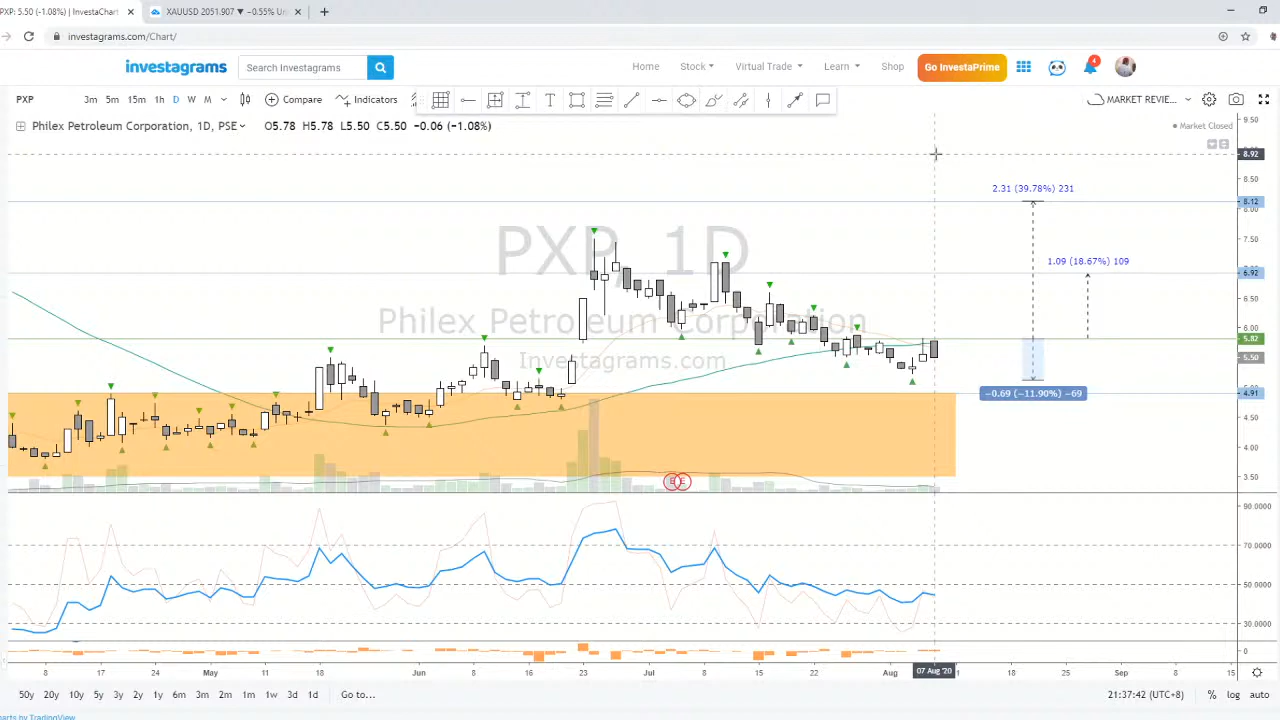 PXP: 5.50 (-1.08%) | InvestaChart
XAUUSD 2051.907 ▼ −0.55% Un
investagrams.com/Chart/
investagrams
Search Investagrams
Home
Stock
Virtual Trade
Learn
Shop
Go InvestaPrime
4
PXP
3m 5m 15m 1h D W M
Compare
Indicators
MARKET REVIE...
Philex Petroleum Corporation, 1D, PSE
O5.78 H5.78 L5.50 C5.50 −0.06 (−1.08%)
Market Closed
PXP, 1D
Philex Petroleum Corporation
Investagrams.com
2.31 (39.78%) 231
1.09 (18.67%) 109
−0.69 (−11.90%) −69
E E
9.50
8.92
8.50
8.12
8.00
7.50
6.92
6.50
6.00
5.82
5.50
4.91
4.50
4.00
3.50
90.0000
70.0000
50.0000
30.0000
0
8 17 24 May 11 18 24 Jun 9 16 23 Jul 8 15 22 Aug 07 Aug '20 18 25 Sep 8 15
50y 20y 10y 5y 3y 2y 1y 6m 3m 2m 1m 1w 3d 1d Go to...
21:37:42 (UTC+8) % log auto
arts by TradingView